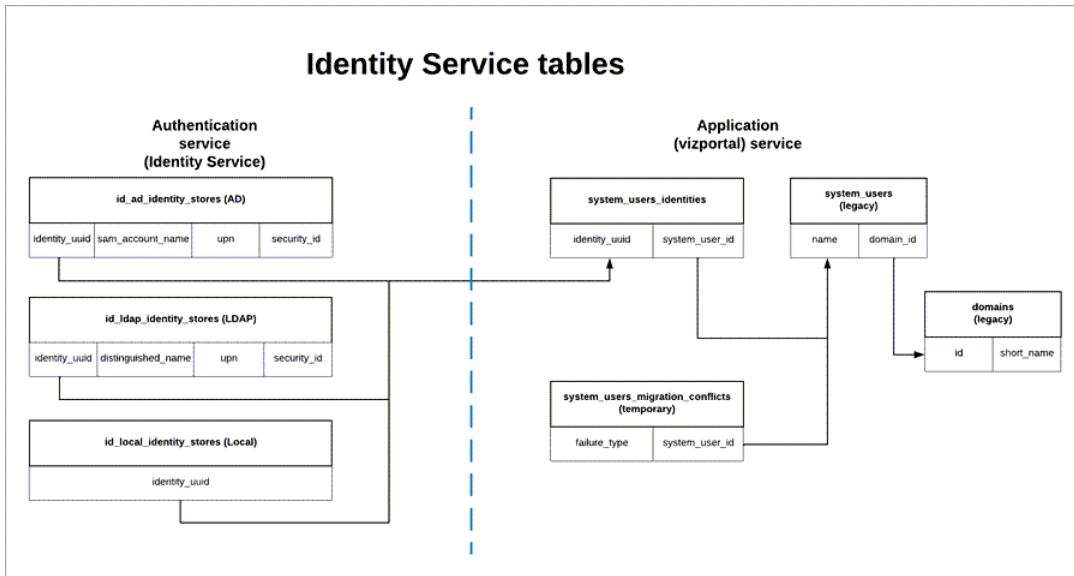 Identity Service tables
Authentication
service
(Identity Service)
Application
(vizportal) service
id_ad_identity_stores (AD)
identity_uuid sam_account_name upn security_id
id_ldap_identity_stores (LDAP)
identity_uuid distinguished_name upn security_id
id_local_identity_stores (Local)
identity_uuid
system_users_identities
identity_uuid system_user_id
system_users
(legacy)
name domain_id
domains
(legacy)
id short_name
system_users_migration_conflicts
(temporary)
failure_type system_user_id